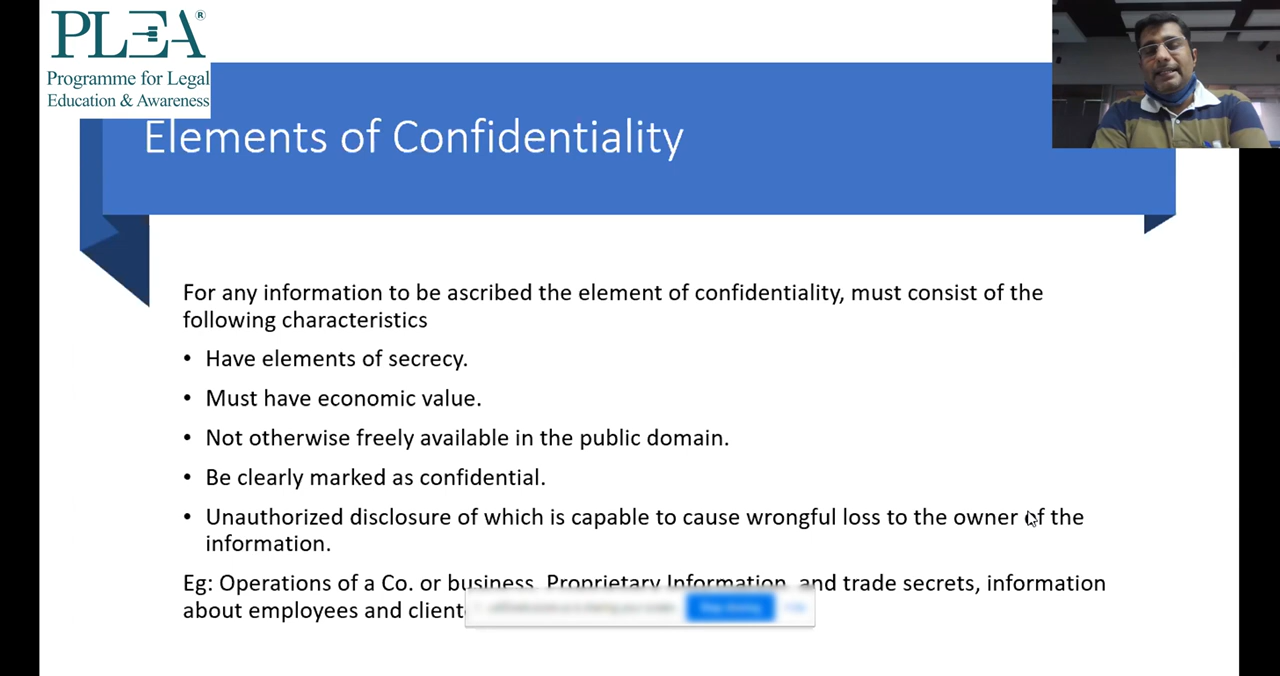 PLEA®
Programme for Legal
Education & Awareness
Elements of Confidentiality
For any information to be ascribed the element of confidentiality, must consist of the
following characteristics
• Have elements of secrecy.
• Must have economic value.
• Not otherwise freely available in the public domain.
• Be clearly marked as confidential.
• Unauthorized disclosure of which is capable to cause wrongful loss to the owner of the
information.
Eg: Operations of a Co. or business, Proprietary Information, and trade secrets, information
about employees and